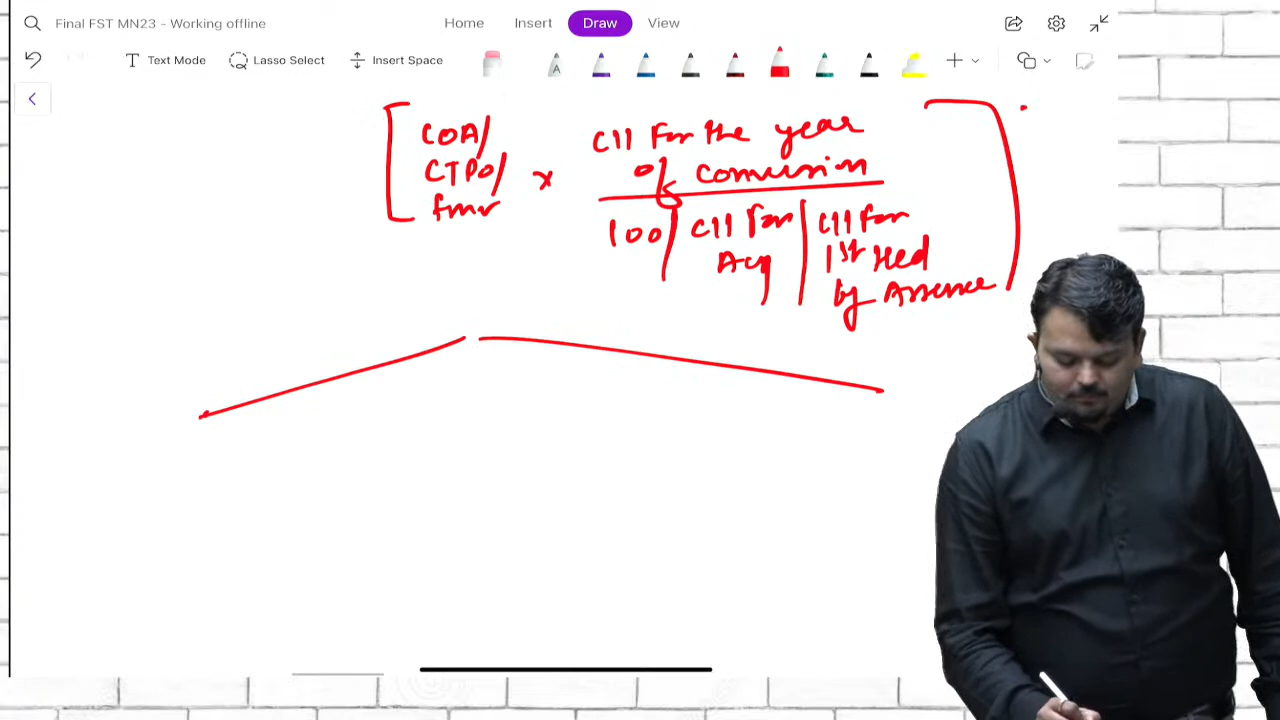 Final FST MN23 - Working offline
Home Insert Draw View
Text Mode Lasso Select Insert Space
COA/
CTPO/
fmv
x
CII For the year
of conversion
100 CII For
Acq
CII For
1st Held
by Assessee